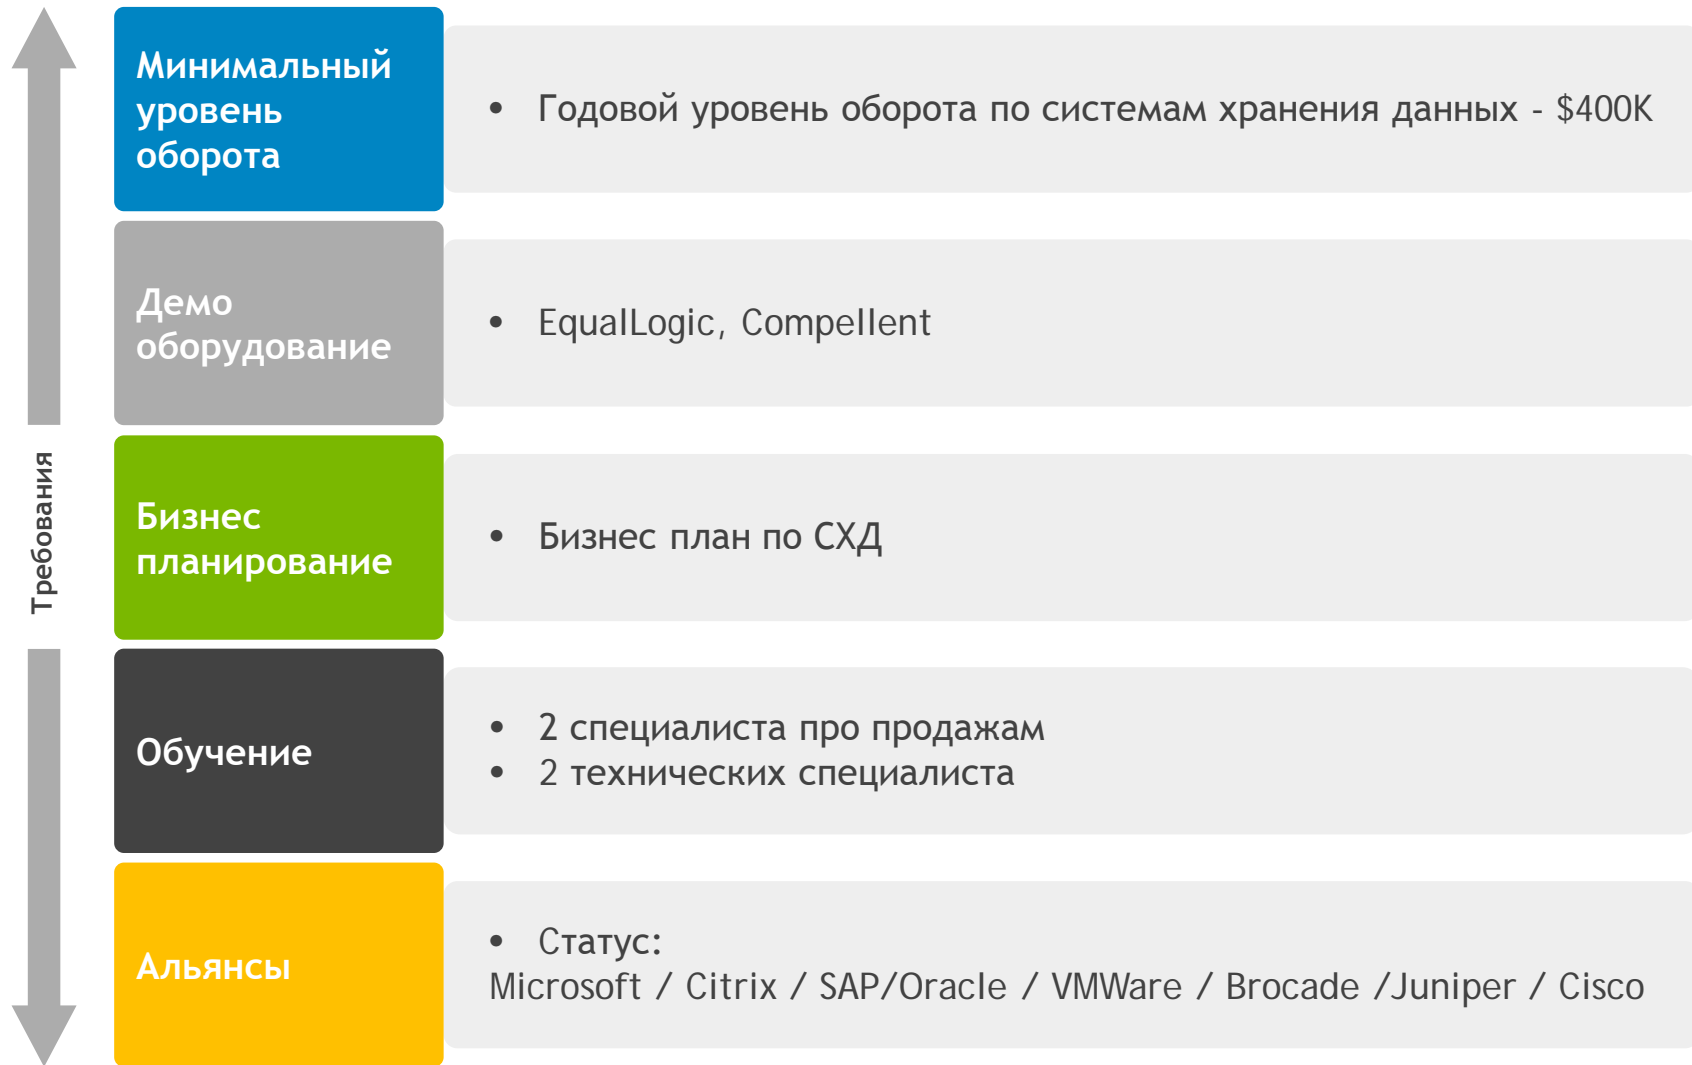 Требования
Минимальный
уровень
оборота
• Годовой уровень оборота по системам хранения данных - $400K
Демо
оборудование
• EqualLogic, Compellent
Бизнес
планирование
• Бизнес план по СХД
Обучение
• 2 специалиста про продажам
• 2 технических специалиста
Альянсы
• Статус:
Microsoft / Citrix / SAP/Oracle / VMWare / Brocade /Juniper / Cisco